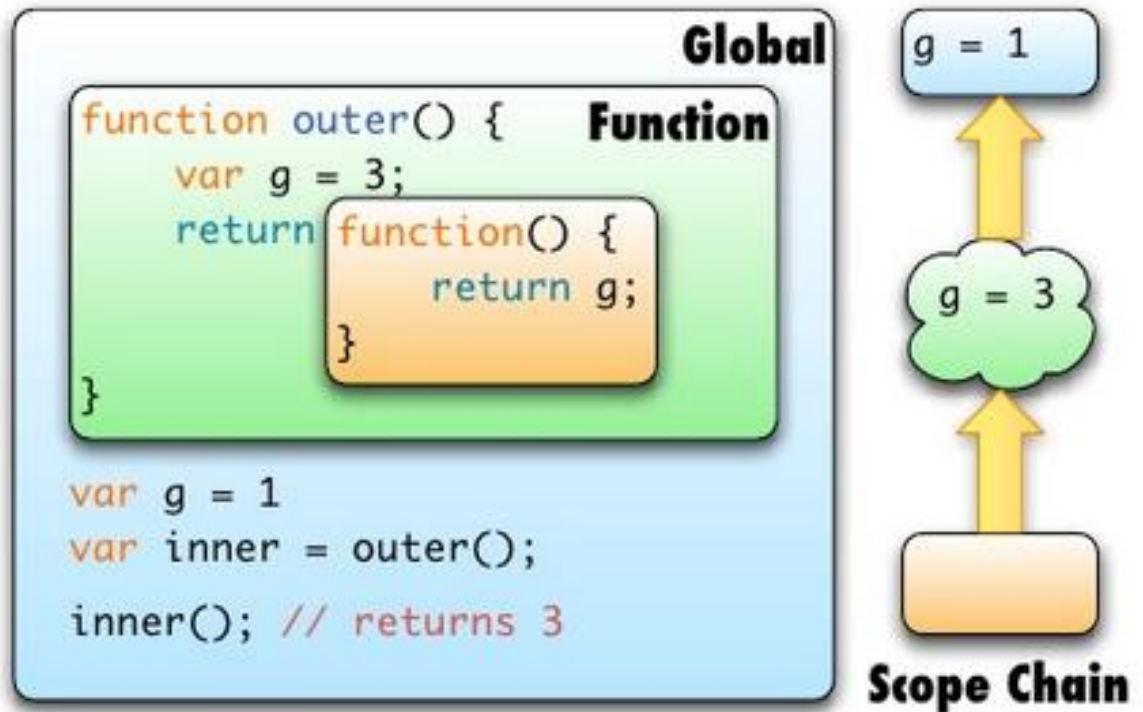 Global
function outer() {
Function
var g = 3;
return function() {
return g;
}
}
var g = 1
var inner = outer();
inner(); // returns 3
g = 1
g = 3
Scope Chain